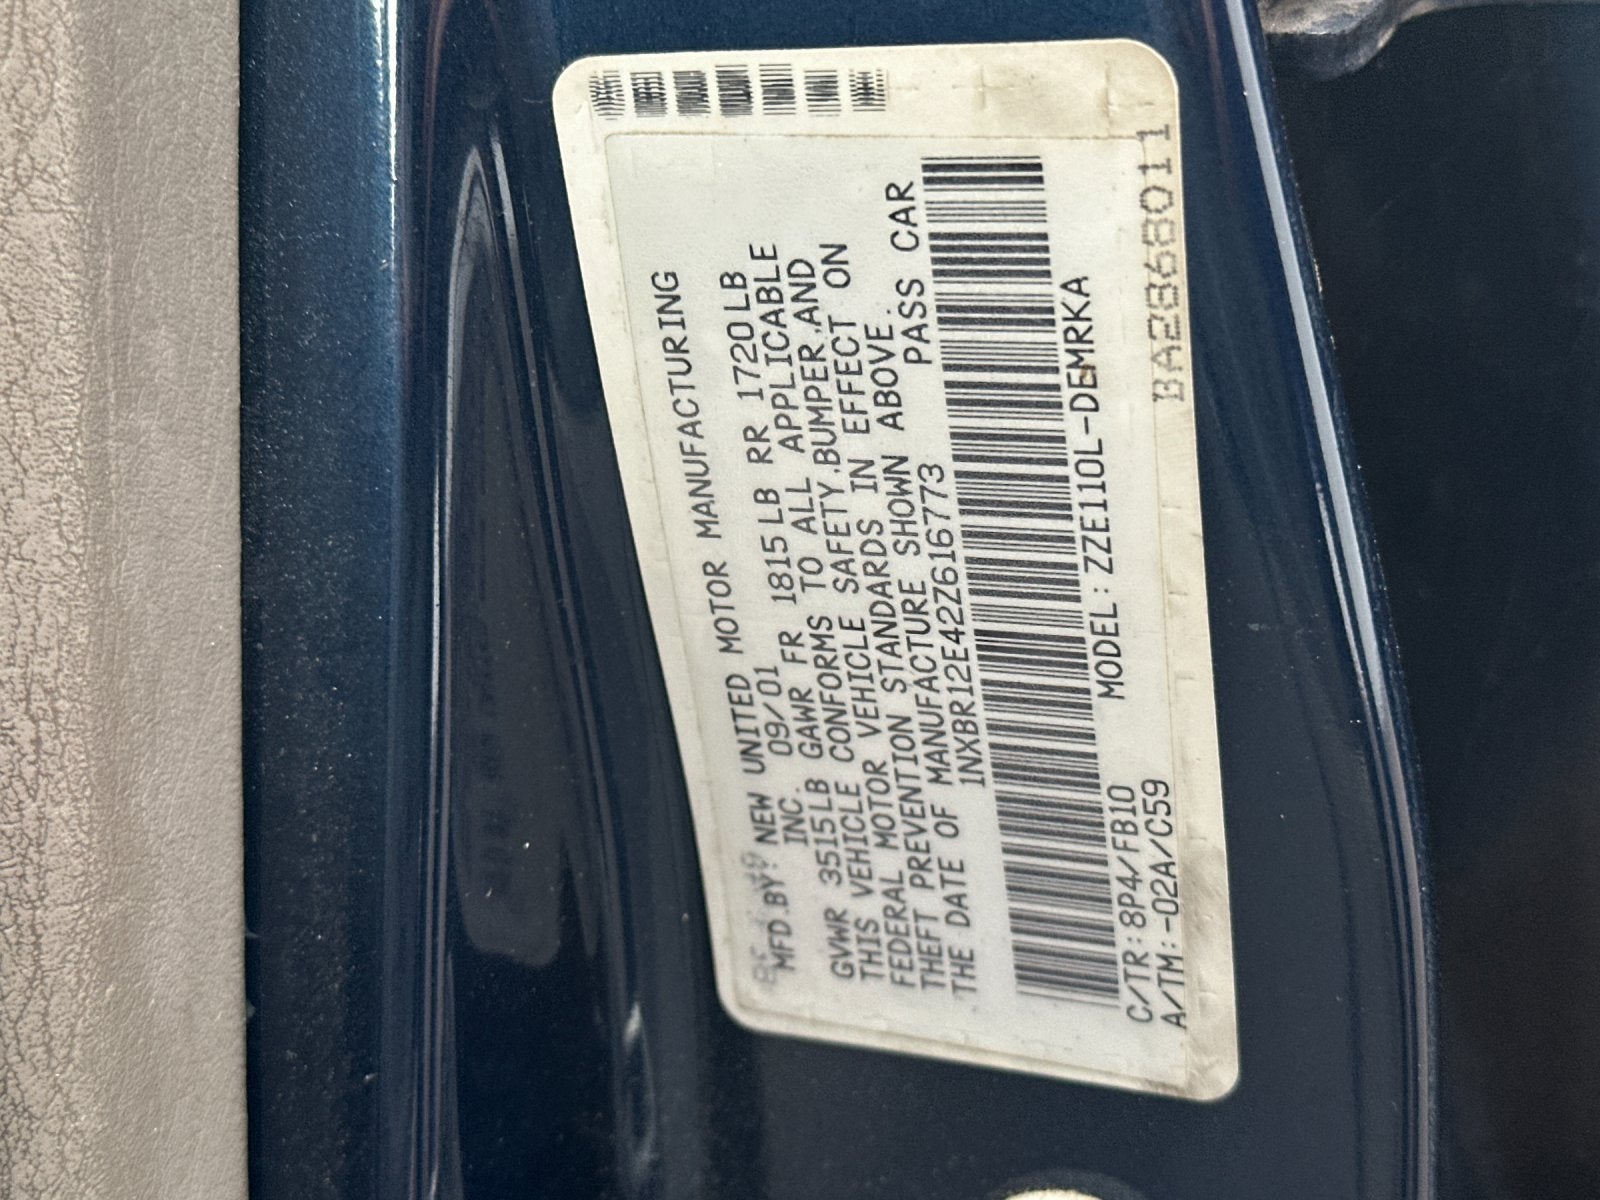 MFD.BY: NEW UNITED MOTOR MANUFACTURING
INC. 09/01
GVWR 3515LB GAWR FR 1815LB RR 1720LB
THIS VEHICLE CONFORMS TO ALL APPLICABLE
FEDERAL MOTOR VEHICLE SAFETY,BUMPER,AND
THEFT PREVENTION STANDARDS IN EFFECT ON
THE DATE OF MANUFACTURE SHOWN ABOVE.
1NXBR12E42Z616773 PASS CAR
MODEL:ZZE110L-DEMRKA
C/TR:8P4/FB10
A/TM:-02A/C59
BA2868011